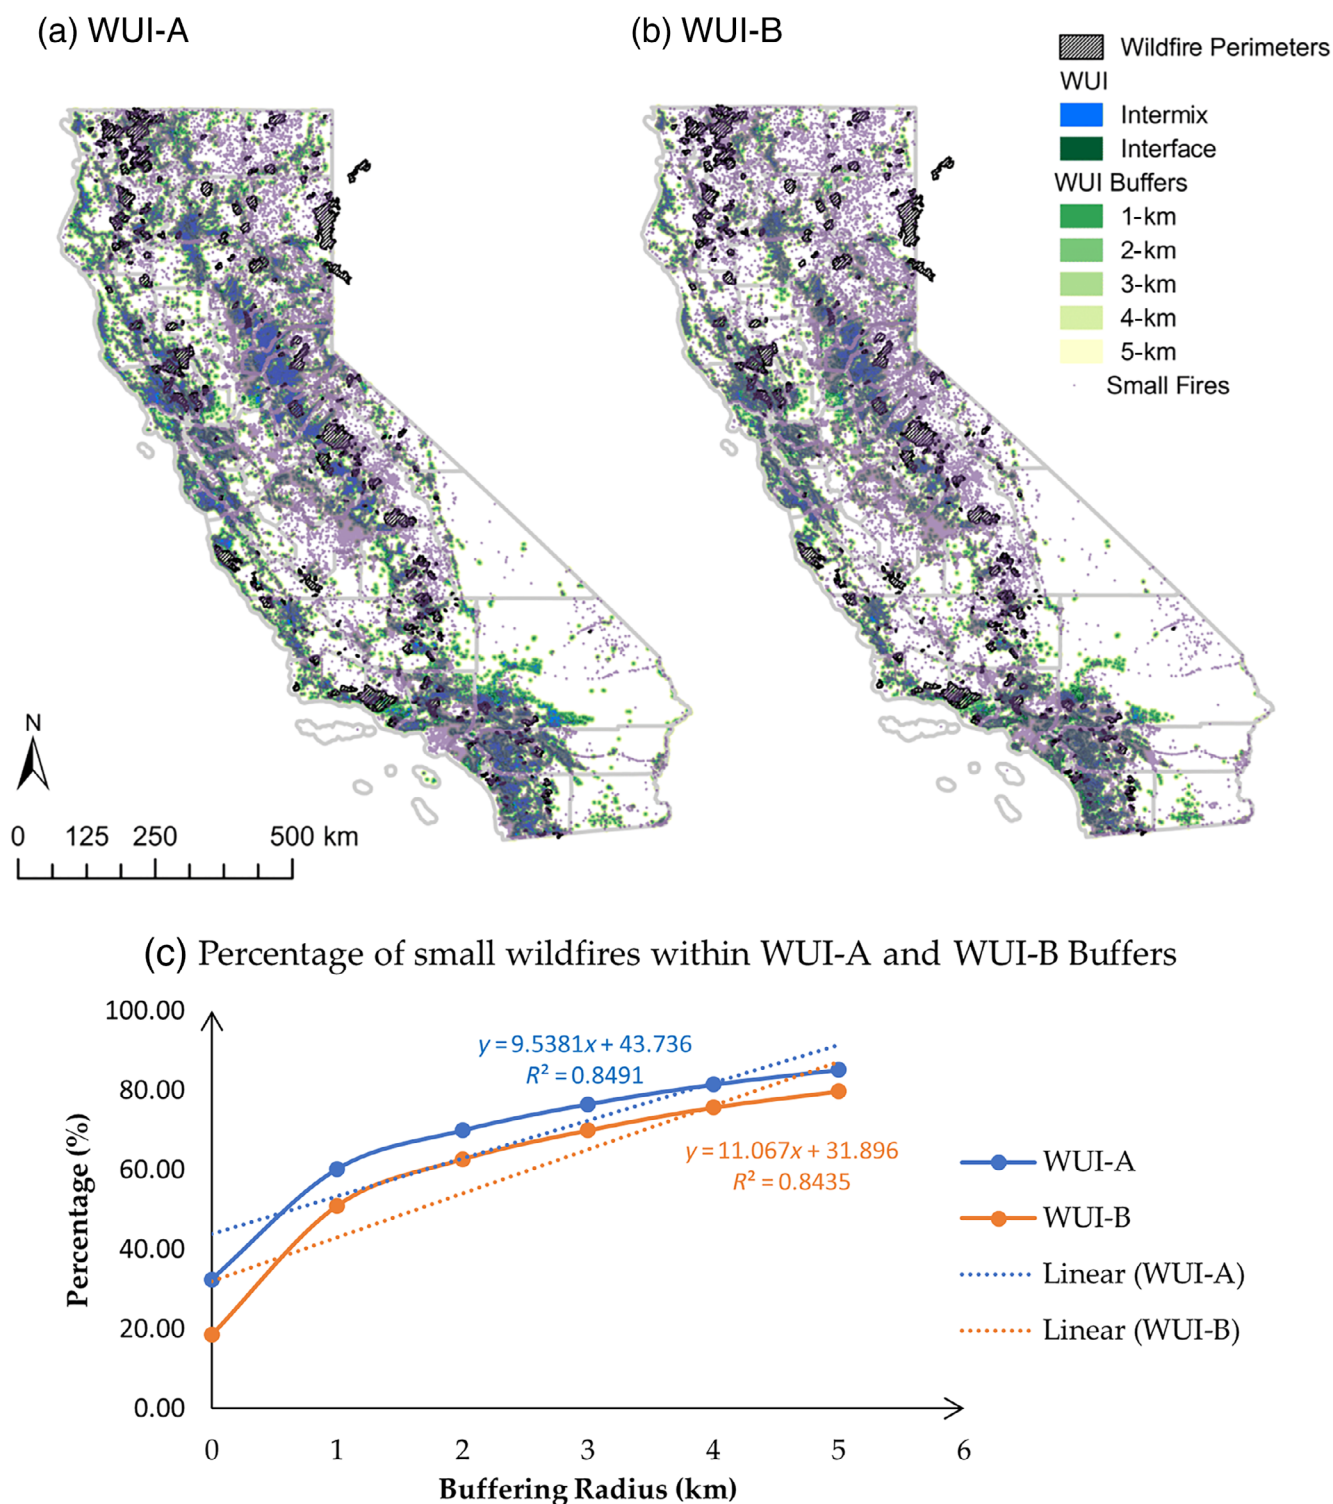 (a) WUI-A
(b) WUI-B
Wildfire Perimeters
WUI
Intermix
Interface
WUI Buffers
1-km
2-km
3-km
4-km
5-km
Small Fires
N
0 125 250 500 km
(c) Percentage of small wildfires within WUI-A and WUI-B Buffers
100.00
80.00
60.00
40.00
20.00
0.00
Percentage (%)
y = 9.5381x + 43.736
R² = 0.8491
y = 11.067x + 31.896
R² = 0.8435
WUI-A
WUI-B
Linear (WUI-A)
Linear (WUI-B)
0 1 2 3 4 5 6
Buffering Radius (km)